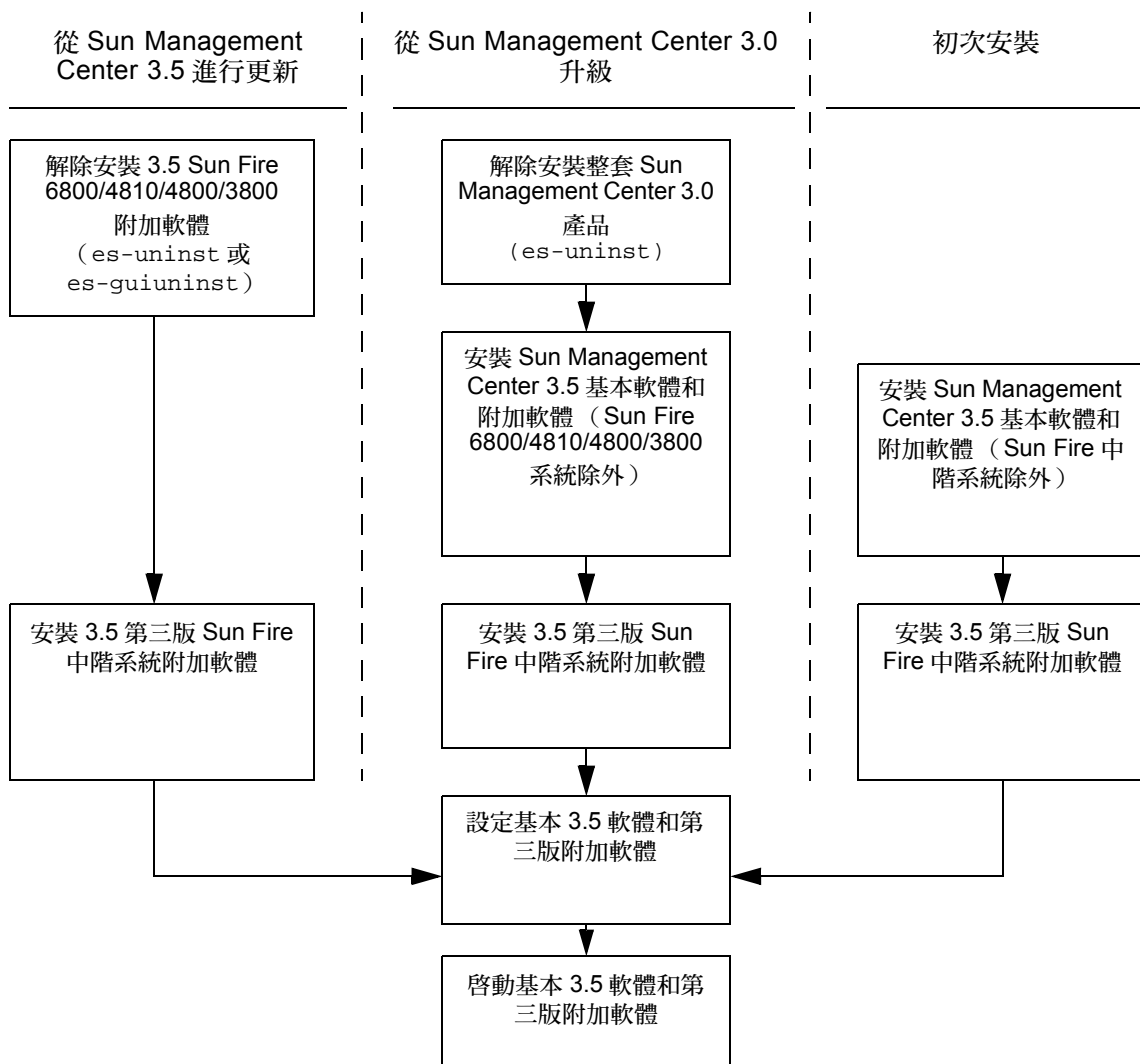 從 Sun Management
Center 3.5 進行更新
從 Sun Management Center 3.0
升級
初次安裝
解除安裝 3.5 Sun Fire
6800/4810/4800/3800
附加軟體
（es-uninst 或
es-guiuninst）
解除安裝整套 Sun
Management Center 3.0
產品
(es-uninst)
安裝 Sun Management
Center 3.5 基本軟體和
附加軟體（Sun Fire
6800/4810/4800/3800
系統除外）
安裝 Sun Management
Center 3.5 基本軟體和
附加軟體（Sun Fire 中
階系統除外）
安裝 3.5 第三版 Sun Fire
中階系統附加軟體
安裝 3.5 第三版 Sun
Fire 中階系統附加軟體
安裝 3.5 第三版 Sun
Fire 中階系統附加軟體
設定基本 3.5 軟體和第
三版附加軟體
啓動基本 3.5 軟體和第
三版附加軟體